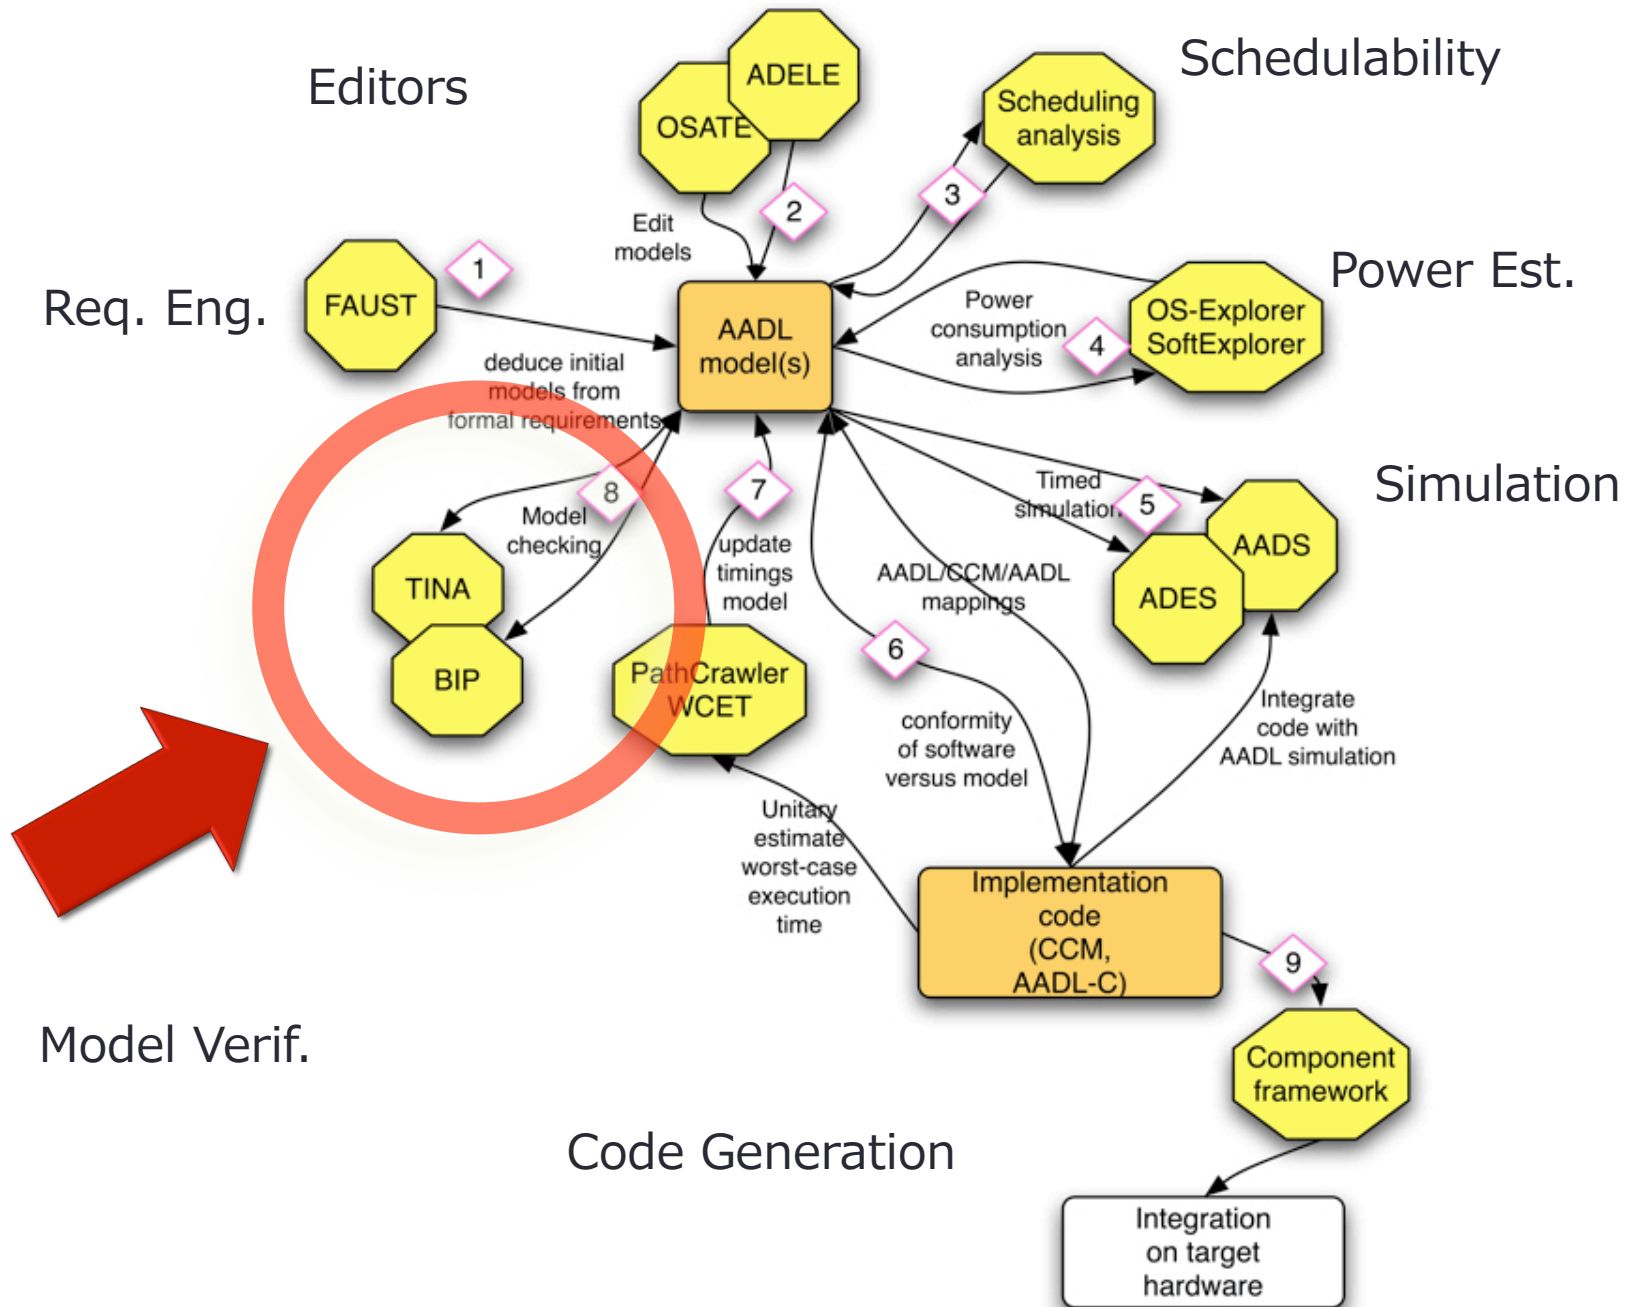 Editors
ADELE
OSATE
Schedulability
Scheduling
analysis
3
2
Edit
models
1
Req. Eng.
FAUST
AADL
model(s)
Power
consumption
analysis
4
OS-Explorer
SoftExplorer
Power Est.
deduce initial
models from
formal requirements
8
Model
checking
7
update
timings
model
Timed
simulation
5
Simulation
AADS
ADES
AADL/CCM/AADL
mappings
TINA
BIP
PathCrawler
WCET
6
conformity
of software
versus model
Integrate
code with
AADL simulation
Unitary
estimate
worst-case
execution
time
Implementation
code
(CCM,
AADL-C)
9
Model Verif.
Component
framework
Code Generation
Integration
on target
hardware